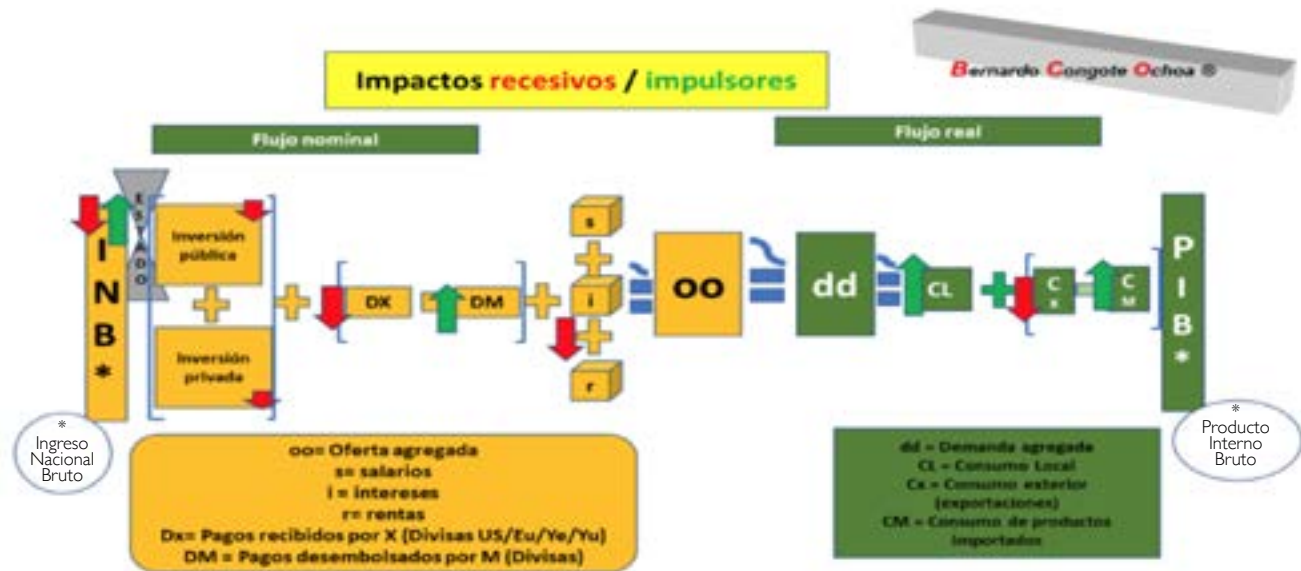 Bernardo Congote Ochoa ®
Impactos recesivos / impulsores
Flujo nominal
Flujo real
INB*
ESTADO
Inversión
pública
Inversión
privada
DX
DM
s
i
r
oo
dd
CL
Cx
CM
PIB*
*
Ingreso
Nacional
Bruto
oo= Oferta agregada
s= salarios
i = intereses
r= rentas
Dx= Pagos recibidos por X (Divisas US/Eu/Ye/Yu)
DM = Pagos desembolsados por M (Divisas)
dd = Demanda agregada
CL = Consumo Local
Cx = Consumo exterior
(exportaciones)
CM = Consumo de productos
importados
*
Producto
Interno
Bruto